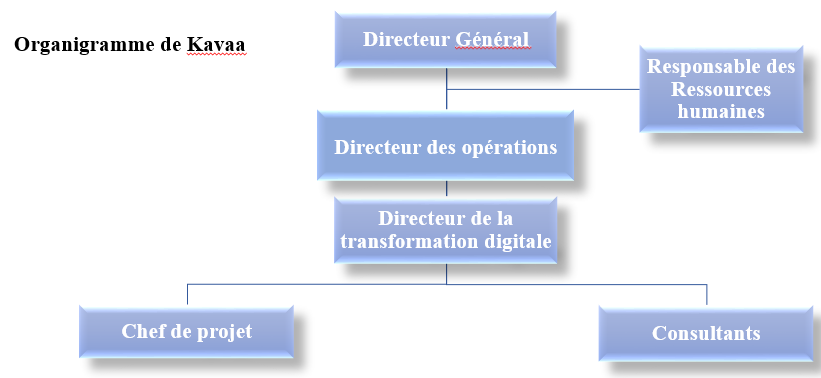 Organigramme de Kavaa
Directeur Général
Responsable des
Ressources
humaines
Directeur des opérations
Directeur de la
transformation digitale
Chef de projet
Consultants